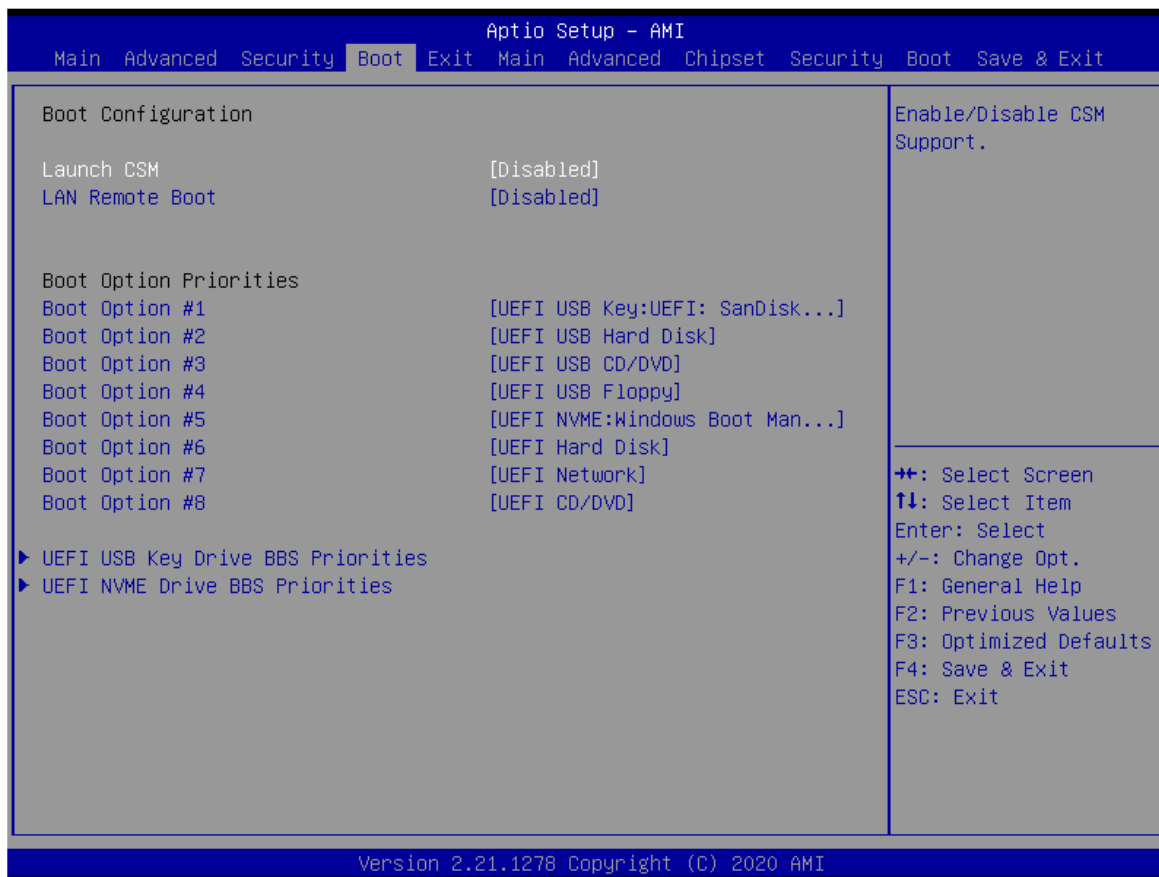 Aptio Setup – AMI
Main Advanced Security Boot Exit Main Advanced Chipset Security Boot Save & Exit
Boot Configuration
Launch CSM [Disabled]
LAN Remote Boot [Disabled]
Boot Option Priorities
Boot Option #1 [UEFI USB Key:UEFI: SanDisk...]
Boot Option #2 [UEFI USB Hard Disk]
Boot Option #3 [UEFI USB CD/DVD]
Boot Option #4 [UEFI USB Floppy]
Boot Option #5 [UEFI NVME:Windows Boot Man...]
Boot Option #6 [UEFI Hard Disk]
Boot Option #7 [UEFI Network]
Boot Option #8 [UEFI CD/DVD]
▶ UEFI USB Key Drive BBS Priorities
▶ UEFI NVME Drive BBS Priorities
Enable/Disable CSM
Support.
→←: Select Screen
↑↓: Select Item
Enter: Select
+/-: Change Opt.
F1: General Help
F2: Previous Values
F3: Optimized Defaults
F4: Save & Exit
ESC: Exit
Version 2.21.1278 Copyright (C) 2020 AMI